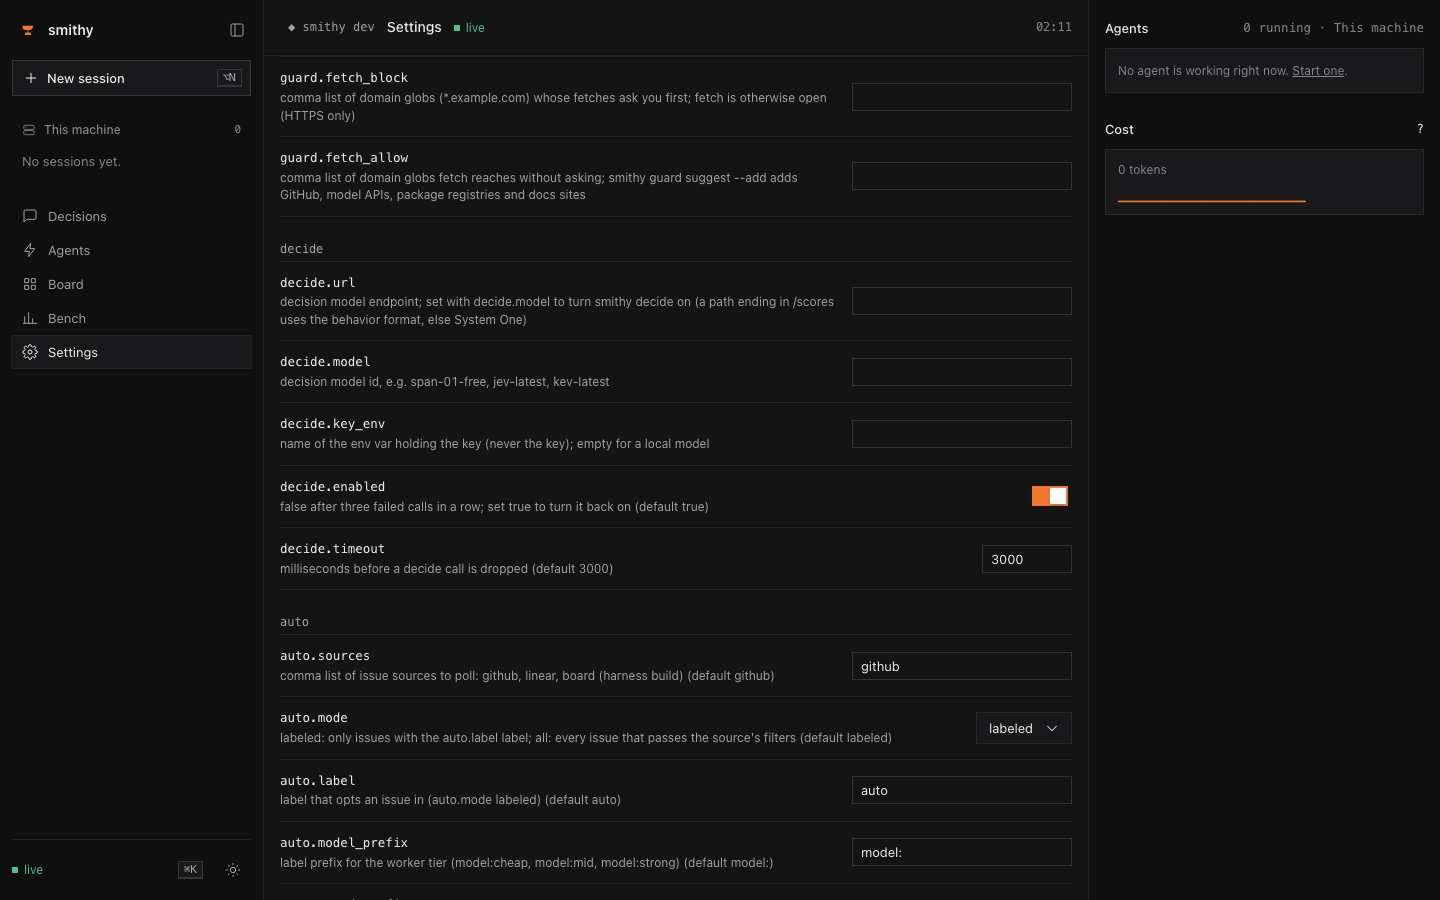 smithy
New session
⌥N
This machine
0
No sessions yet.
Decisions
Agents
Board
Bench
Settings
live
⌘K
◆ smithy dev
Settings
live
02:11
guard.fetch_block
comma list of domain globs (*.example.com) whose fetches ask you first; fetch is otherwise open
(HTTPS only)
guard.fetch_allow
comma list of domain globs fetch reaches without asking; smithy guard suggest --add adds
GitHub, model APIs, package registries and docs sites
decide
decide.url
decision model endpoint; set with decide.model to turn smithy decide on (a path ending in /scores
uses the behavior format, else System One)
decide.model
decision model id, e.g. span-01-free, jev-latest, kev-latest
decide.key_env
name of the env var holding the key (never the key); empty for a local model
decide.enabled
false after three failed calls in a row; set true to turn it back on (default true)
decide.timeout
milliseconds before a decide call is dropped (default 3000)
3000
auto
auto.sources
comma list of issue sources to poll: github, linear, board (harness build) (default github)
github
auto.mode
labeled: only issues with the auto.label label; all: every issue that passes the source's filters (default labeled)
labeled
auto.label
label that opts an issue in (auto.mode labeled) (default auto)
auto
auto.model_prefix
label prefix for the worker tier (model:cheap, model:mid, model:strong) (default model:)
model:
Agents
0 running · This machine
No agent is working right now. Start one.
Cost
?
0 tokens